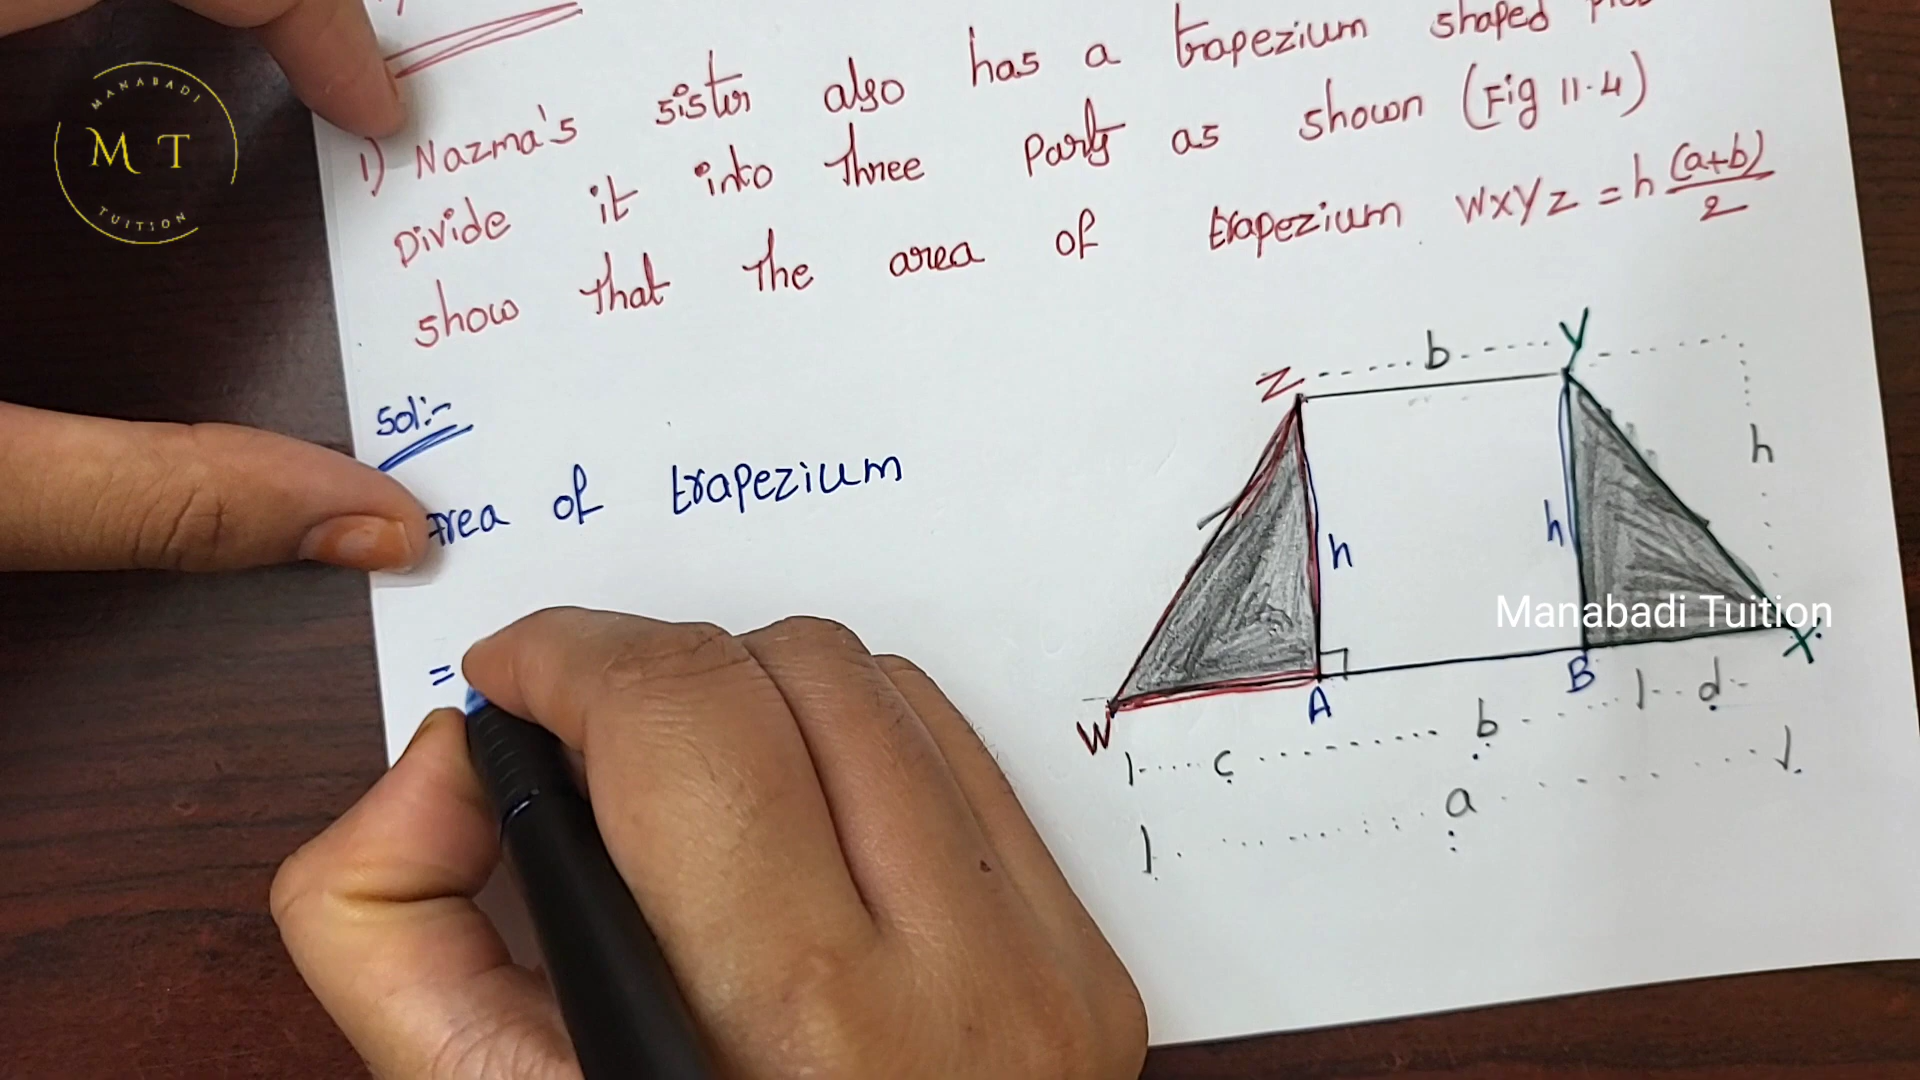 MANABADI
M T
TUITION
1) Nazma's sister also has a trapezium shaped
Divide it into three parts as shown (Fig 11.4)
show that the area of trapezium WXYZ = h (a+b)/2
Sol:-
Area of trapezium
=
Z b Y
h
h
h
Manabadi Tuition
W A B X
c b d
a